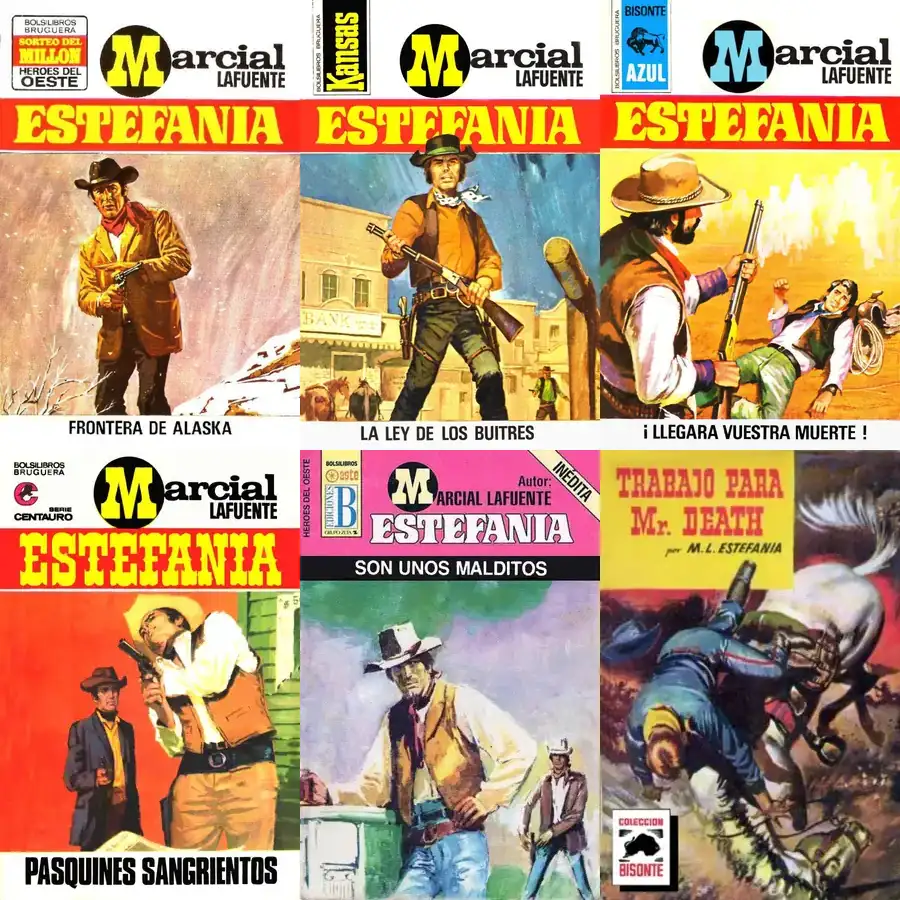 BOLSILIBROS
BRUGUERA
SORTEO DEL
MILLON
HEROES DEL
OESTE
Marcial
LAFUENTE
ESTEFANIA
FRONTERA DE ALASKA
BOLSILIBROS BRUGUERA
Kansas
Marcial
LAFUENTE
ESTEFANIA
BANK
LA LEY DE LOS BUITRES
BOLSILIBROS BRUGUERA
BISONTE
AZUL
Marcial
LAFUENTE
ESTEFANIA
¡ LLEGARA VUESTRA MUERTE !
BOLSILIBROS
BRUGUERA
SERIE
CENTAURO
Marcial
LAFUENTE
ESTEFANIA
PASQUINES SANGRIENTOS
HEROES DEL OESTE
BOLSILIBROS
oeste
EDICIONES
B
GRUPO ZETA
Autor:
MARCIAL LAFUENTE
ESTEFANIA
INÉDITA
SON UNOS MALDITOS
TRABAJO PARA
Mr. DEATH
por M. L. ESTEFANIA
COLECCION
BISONTE